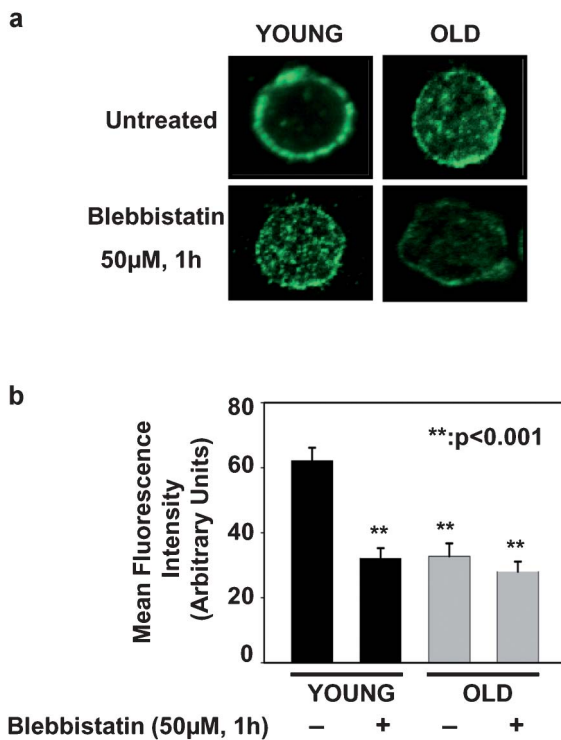 a
YOUNG OLD
Untreated
Blebbistatin
50µM, 1h
b
Mean Fluorescence
Intensity
(Arbitrary Units)
80
60
40
20
0
**:p<0.001
** ** **
YOUNG OLD
Blebbistatin (50µM, 1h) – + – +